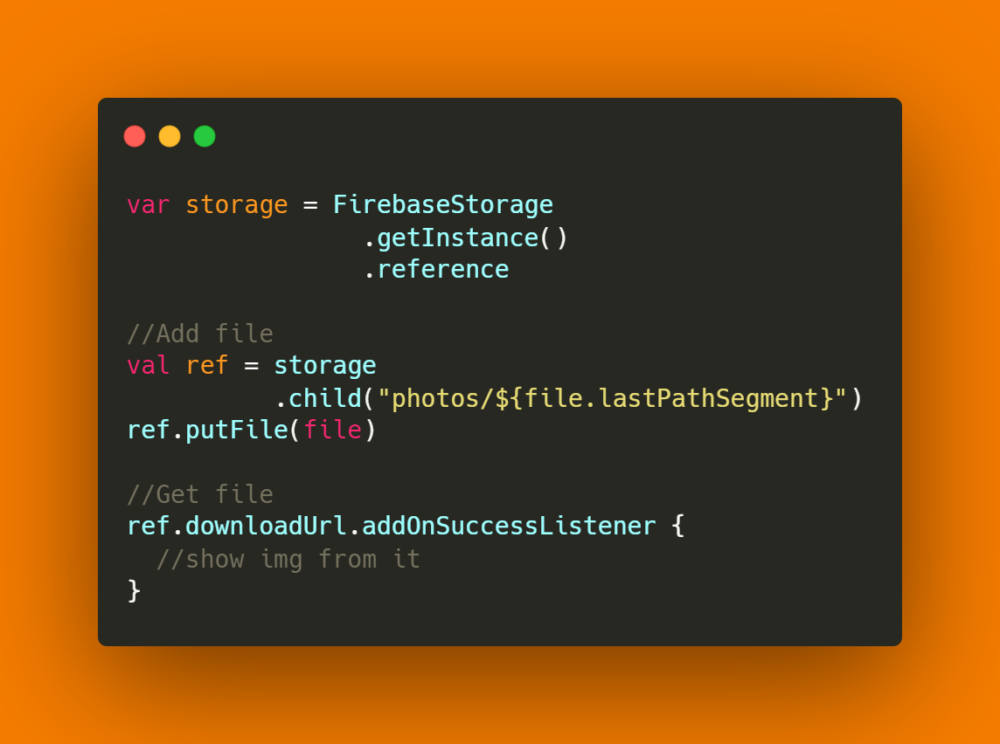 var storage = FirebaseStorage
                .getInstance()
                .reference

//Add file
val ref = storage
          .child("photos/${file.lastPathSegment}")
ref.putFile(file)

//Get file
ref.downloadUrl.addOnSuccessListener {
  //show img from it
}